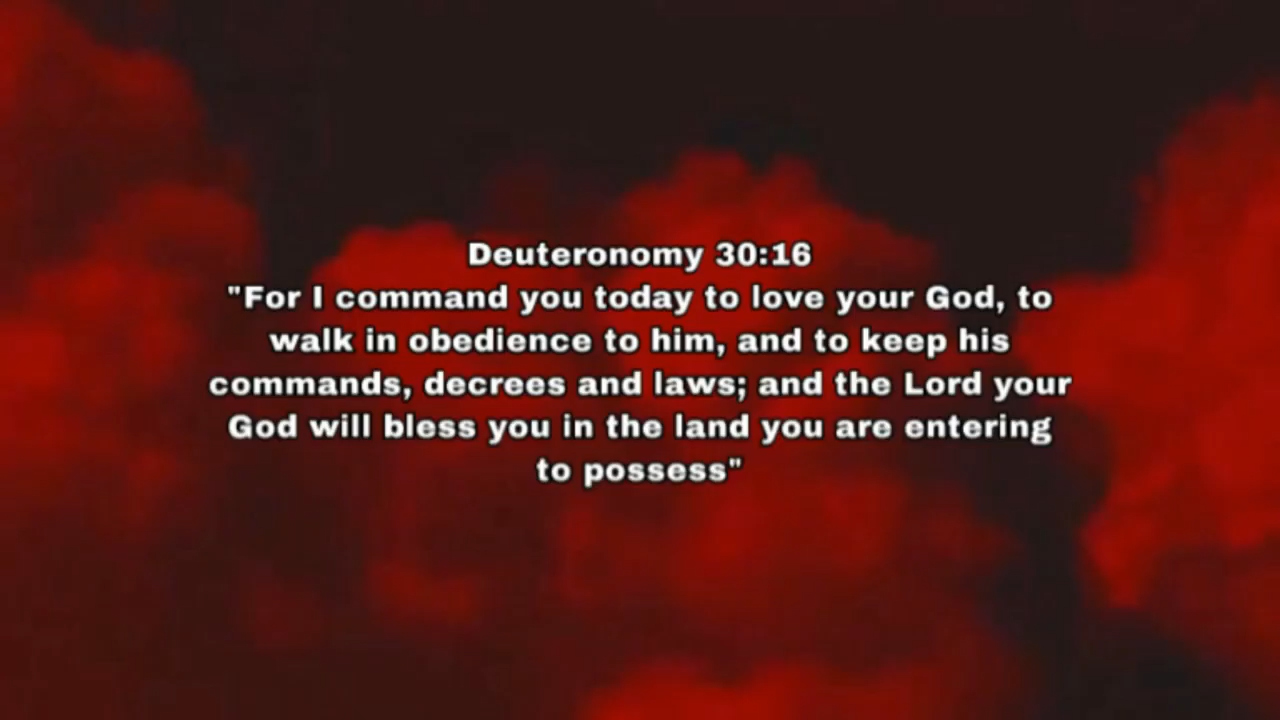 Deuteronomy 30:16
"For I command you today to love your God, to
walk in obedience to him, and to keep his
commands, decrees and laws; and the Lord your
God will bless you in the land you are entering
to possess"